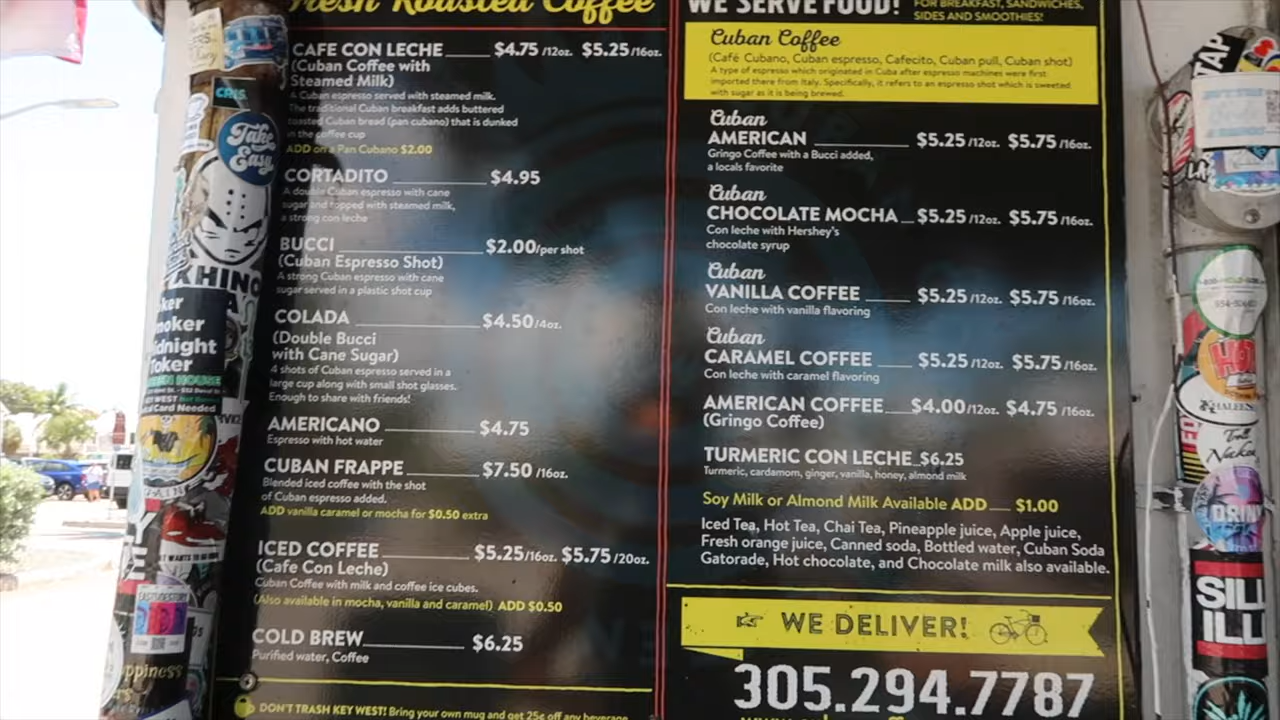 Fresh Roasted Coffee
CAFE CON LECHE $4.75 /12oz. $5.25 /16oz.
(Cuban Coffee with
Steamed Milk)
A Cuban espresso served with steamed milk.
The traditional Cuban breakfast adds buttered
toasted Cuban bread (pan cubano) that is dunked
in the coffee cup
ADD on a Pan Cubano $2.00
CORTADITO $4.95
A double Cuban espresso with cane
sugar and topped with steamed milk,
a strong con leche
BUCCI $2.00/per shot
(Cuban Espresso Shot)
A strong Cuban espresso with cane
sugar served in a plastic shot cup
COLADA $4.50/4oz.
(Double Bucci
with Cane Sugar)
4 shots of Cuban espresso served in a
large cup along with small shot glasses.
Enough to share with friends!
AMERICANO $4.75
Espresso with hot water
CUBAN FRAPPE $7.50 /16oz.
Blended iced coffee with the shot
of Cuban espresso added.
ADD vanilla caramel or mocha for $0.50 extra
ICED COFFEE $5.25/16oz. $5.75 /20oz.
(Cafe Con Leche)
Cuban Coffee with milk and coffee ice cubes.
(Also available in mocha, vanilla and caramel) ADD $0.50
COLD BREW $6.25
Purified water, Coffee
DON'T TRASH KEY WEST! Bring your own mug and get 25¢ off any beverage
WE SERVE FOOD!
FOR BREAKFAST, SANDWICHES,
SIDES AND SMOOTHIES!
Cuban Coffee
(Café Cubano, Cuban espresso, Cafecito, Cuban pull, Cuban shot)
A type of espresso which originated in Cuba after espresso machines were first
imported there from Italy. Specifically, it refers to an espresso shot which is sweetened
with sugar as it is being brewed.
Cuban
AMERICAN $5.25 /12oz. $5.75 /16oz.
Gringo Coffee with a Bucci added,
a locals favorite
Cuban
CHOCOLATE MOCHA $5.25 /12oz. $5.75 /16oz.
Con leche with Hershey's
chocolate syrup
Cuban
VANILLA COFFEE $5.25 /12oz. $5.75 /16oz.
Con leche with vanilla flavoring
Cuban
CARAMEL COFFEE $5.25 /12oz. $5.75 /16oz.
Con leche with caramel flavoring
AMERICAN COFFEE $4.00/12oz. $4.75 /16oz.
(Gringo Coffee)
TURMERIC CON LECHE $6.25
Turmeric, cardamom, ginger, vanilla, honey, almond milk
Soy Milk or Almond Milk Available ADD $1.00
Iced Tea, Hot Tea, Chai Tea, Pineapple juice, Apple juice,
Fresh orange juice, Canned soda, Bottled water, Cuban Soda
Gatorade, Hot chocolate, and Chocolate milk also available.
WE DELIVER!
305.294.7787
CRIS.
Take it
Easy
KHING
oker
idnight
Toker
Card Needed
TAP
HOT
KHALEESI
DRIN
SILL
ILL